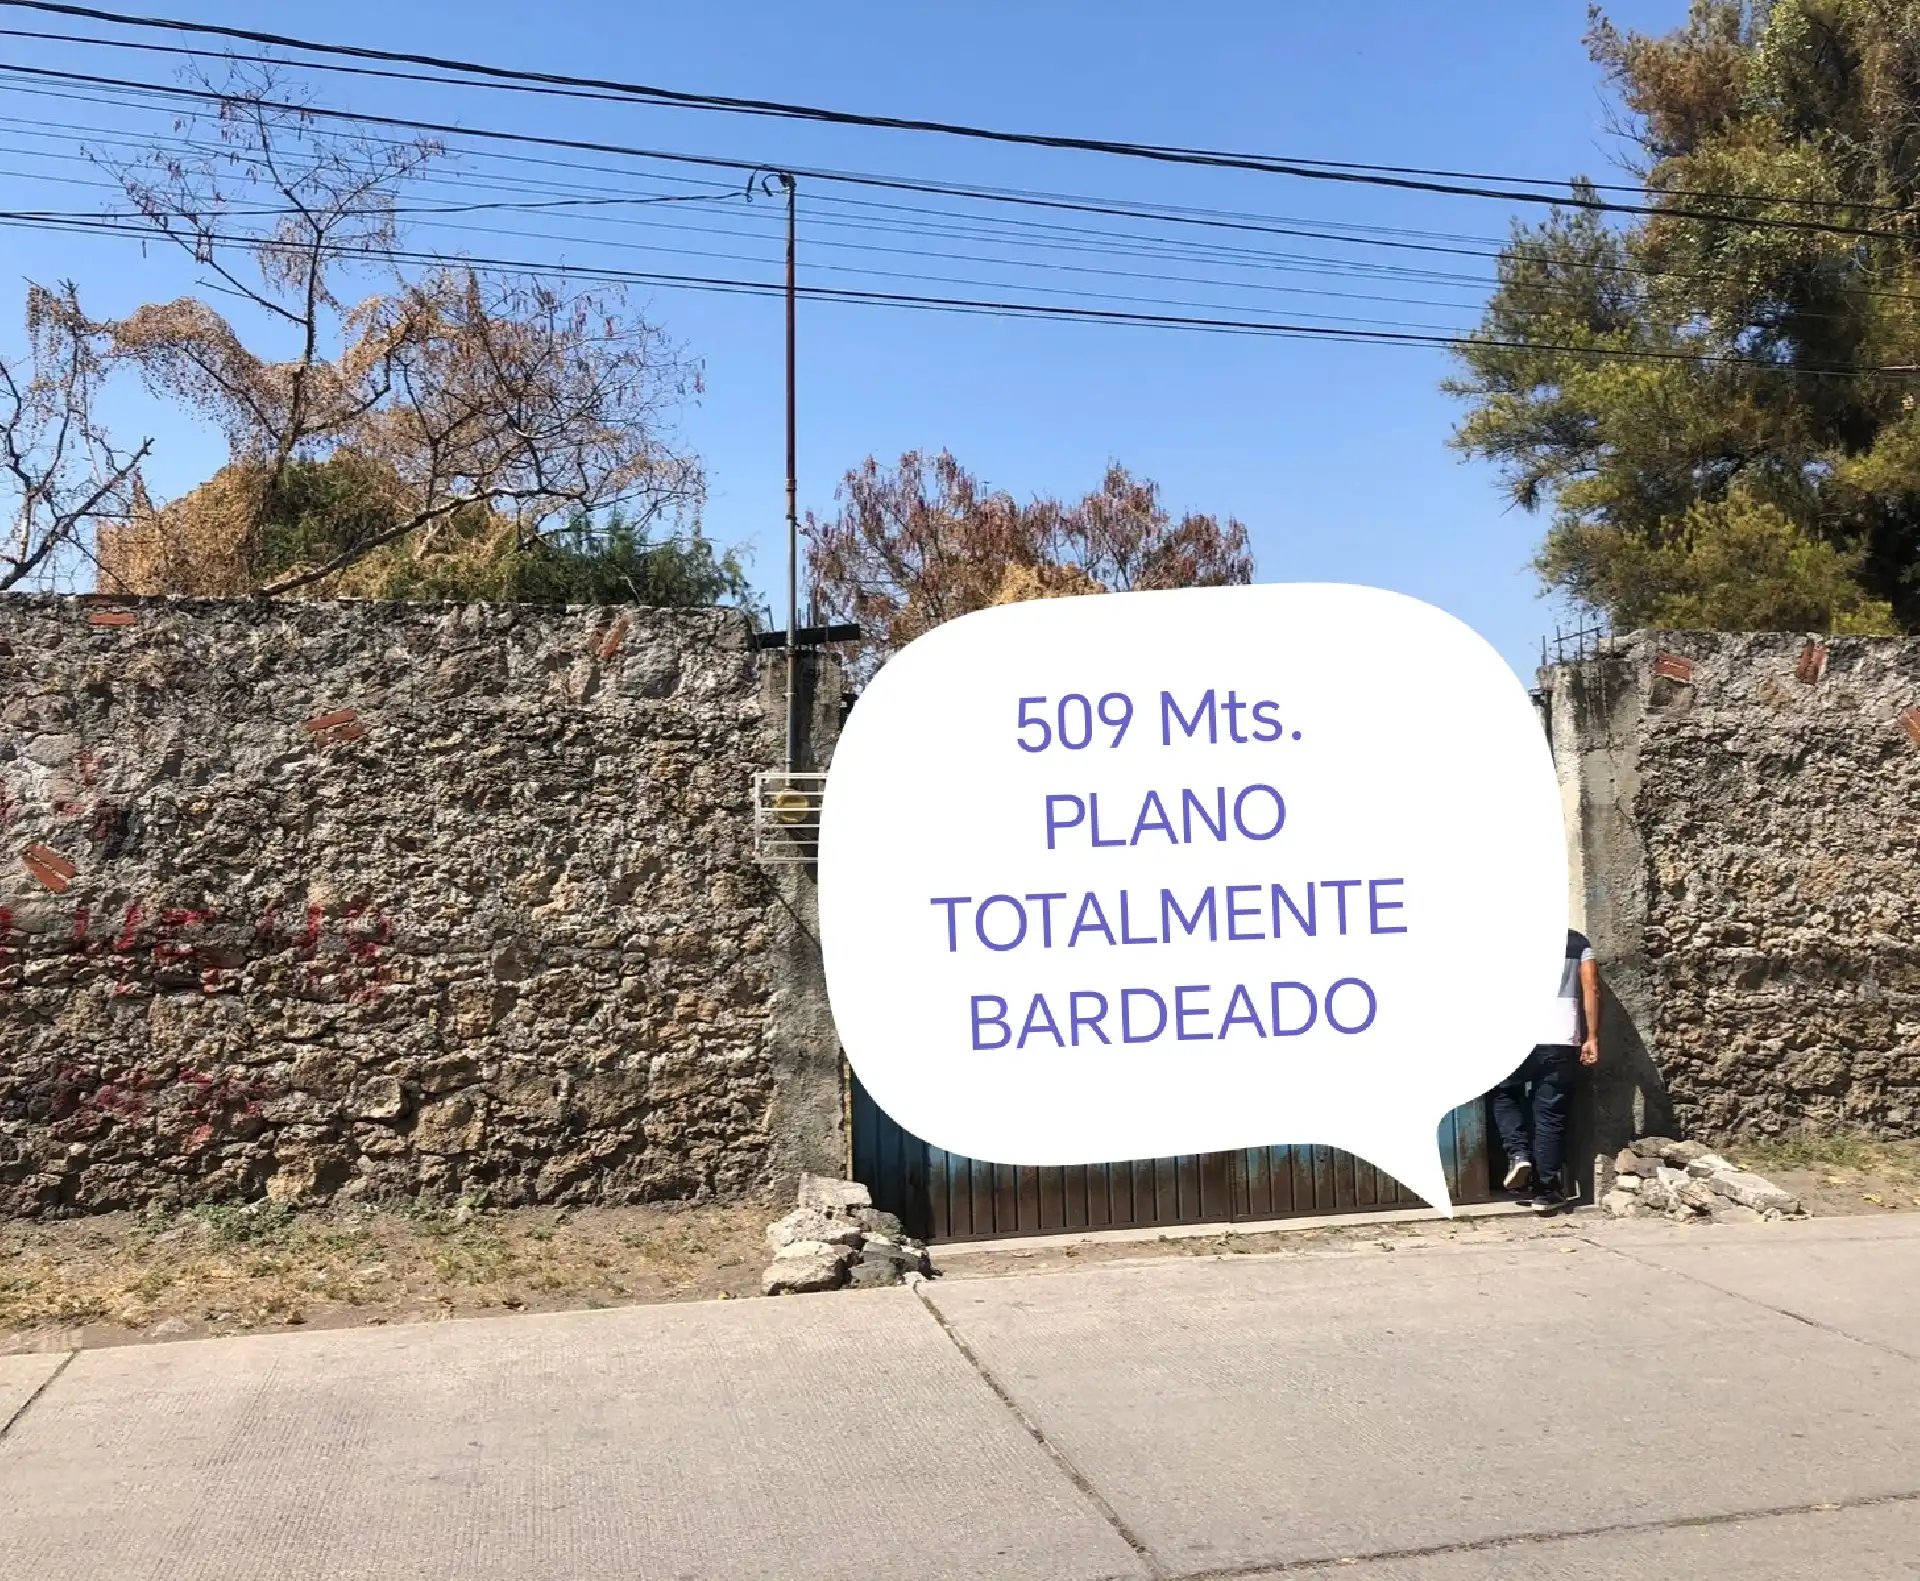 509 Mts.
PLANO
TOTALMENTE
BARDEADO